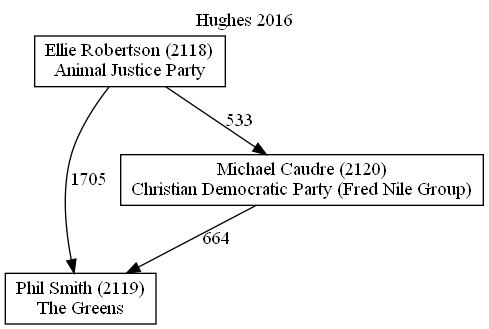 Hughes 2016
Ellie Robertson (2118)
Animal Justice Party
533
Michael Caudre (2120)
Christian Democratic Party (Fred Nile Group)
1705
664
Phil Smith (2119)
The Greens